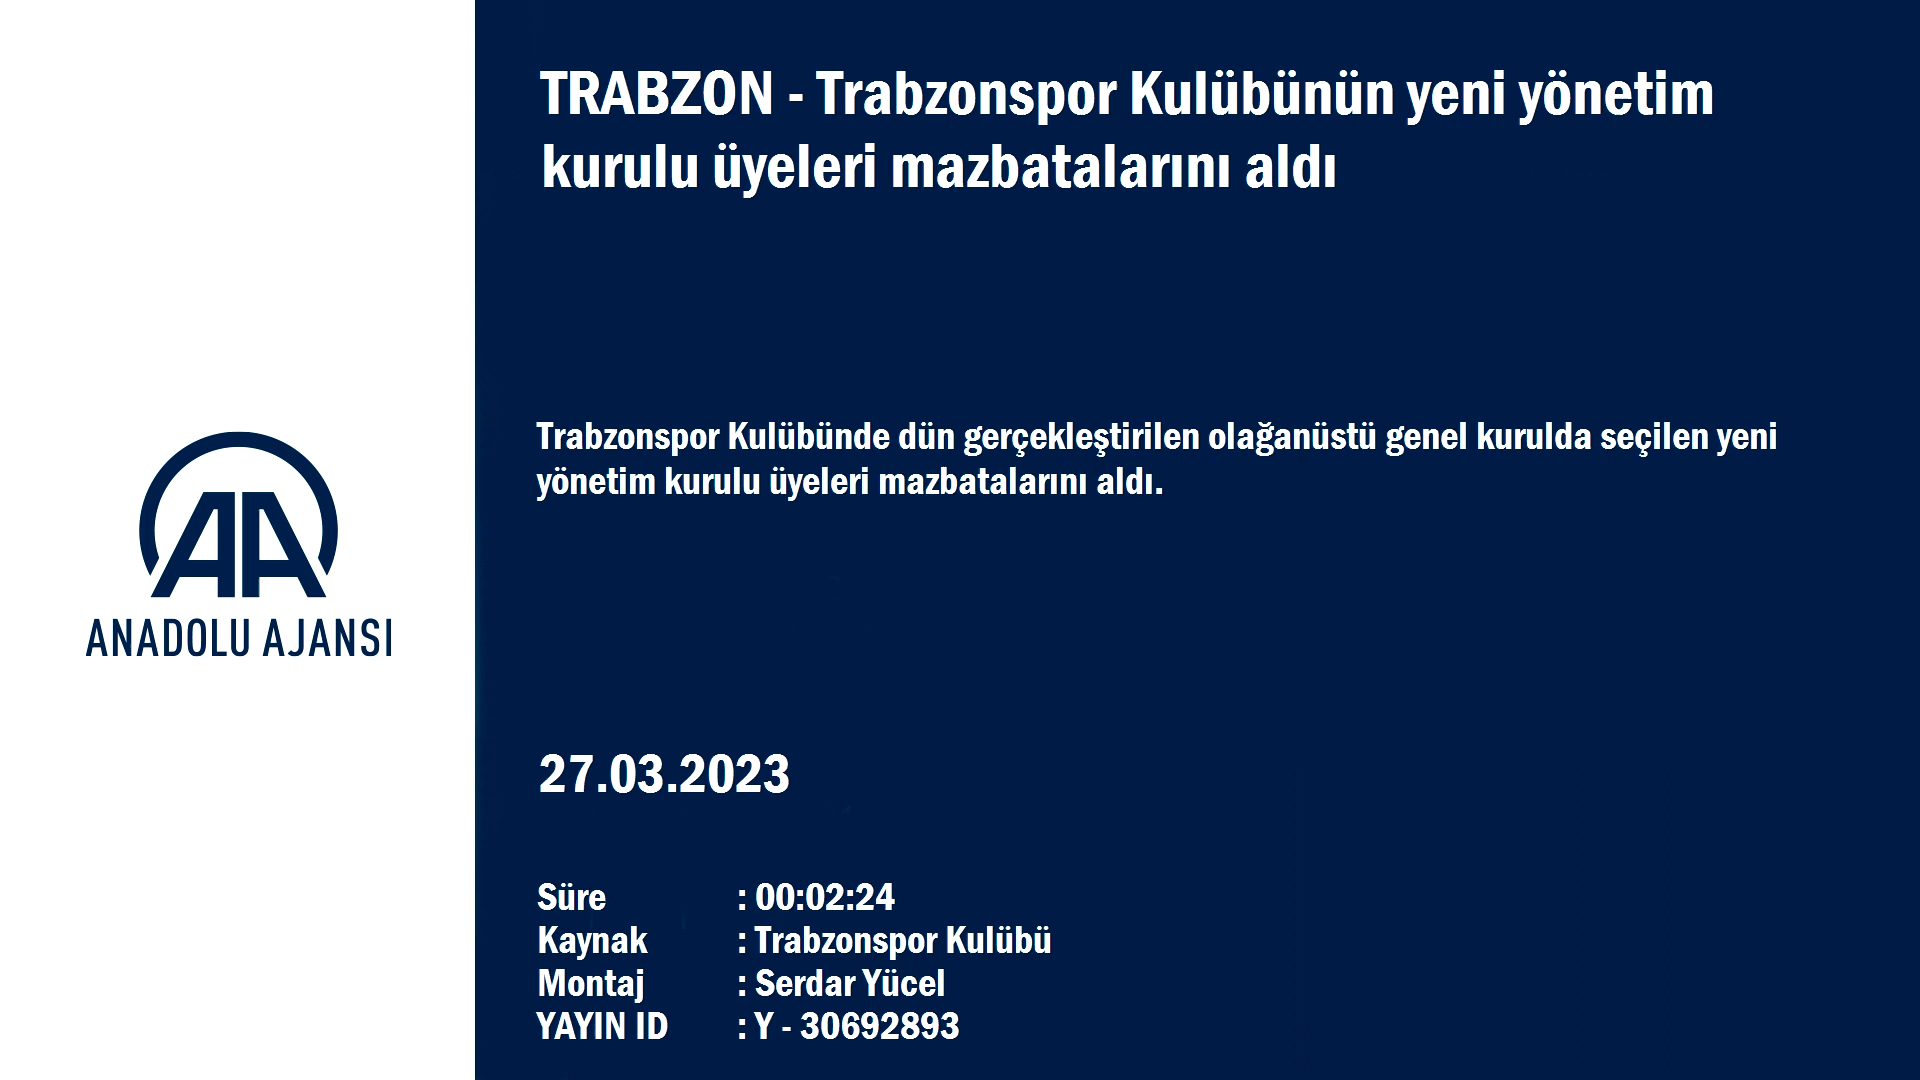 TRABZON - Trabzonspor Kulübünün yeni yönetim
kurulu üyeleri mazbatalarını aldı
Trabzonspor Kulübünde dün gerçekleştirilen olağanüstü genel kurulda seçilen yeni
yönetim kurulu üyeleri mazbatalarını aldı.
AA
ANADOLU AJANSI
27.03.2023
Süre : 00:02:24
Kaynak : Trabzonspor Kulübü
Montaj : Serdar Yücel
YAYIN ID : Y - 30692893